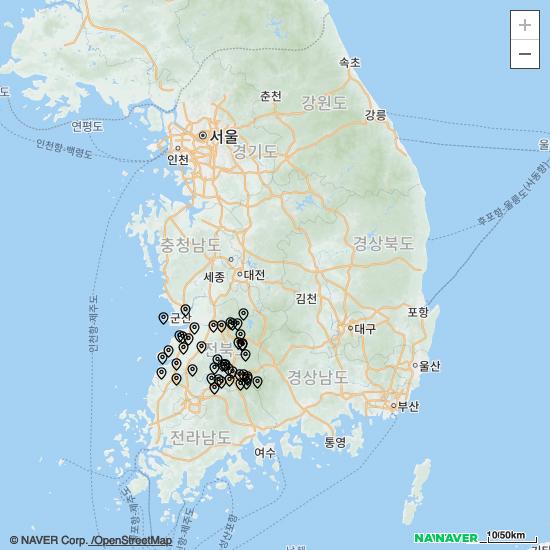 +
−
속초
춘천
강원도
강릉
도
연평도
서울
울
인천
경기도
인천항-백령도
후포항-울릉도(사동항)
충청남도
경상북도
세종
대전
김천
인천항-제주도
포항
군산
대구
전북
울산
경상남도
부산
전라남도
통영
여수
제주도
© NAVER Corp. /OpenStreetMap
NAVER
10/50km